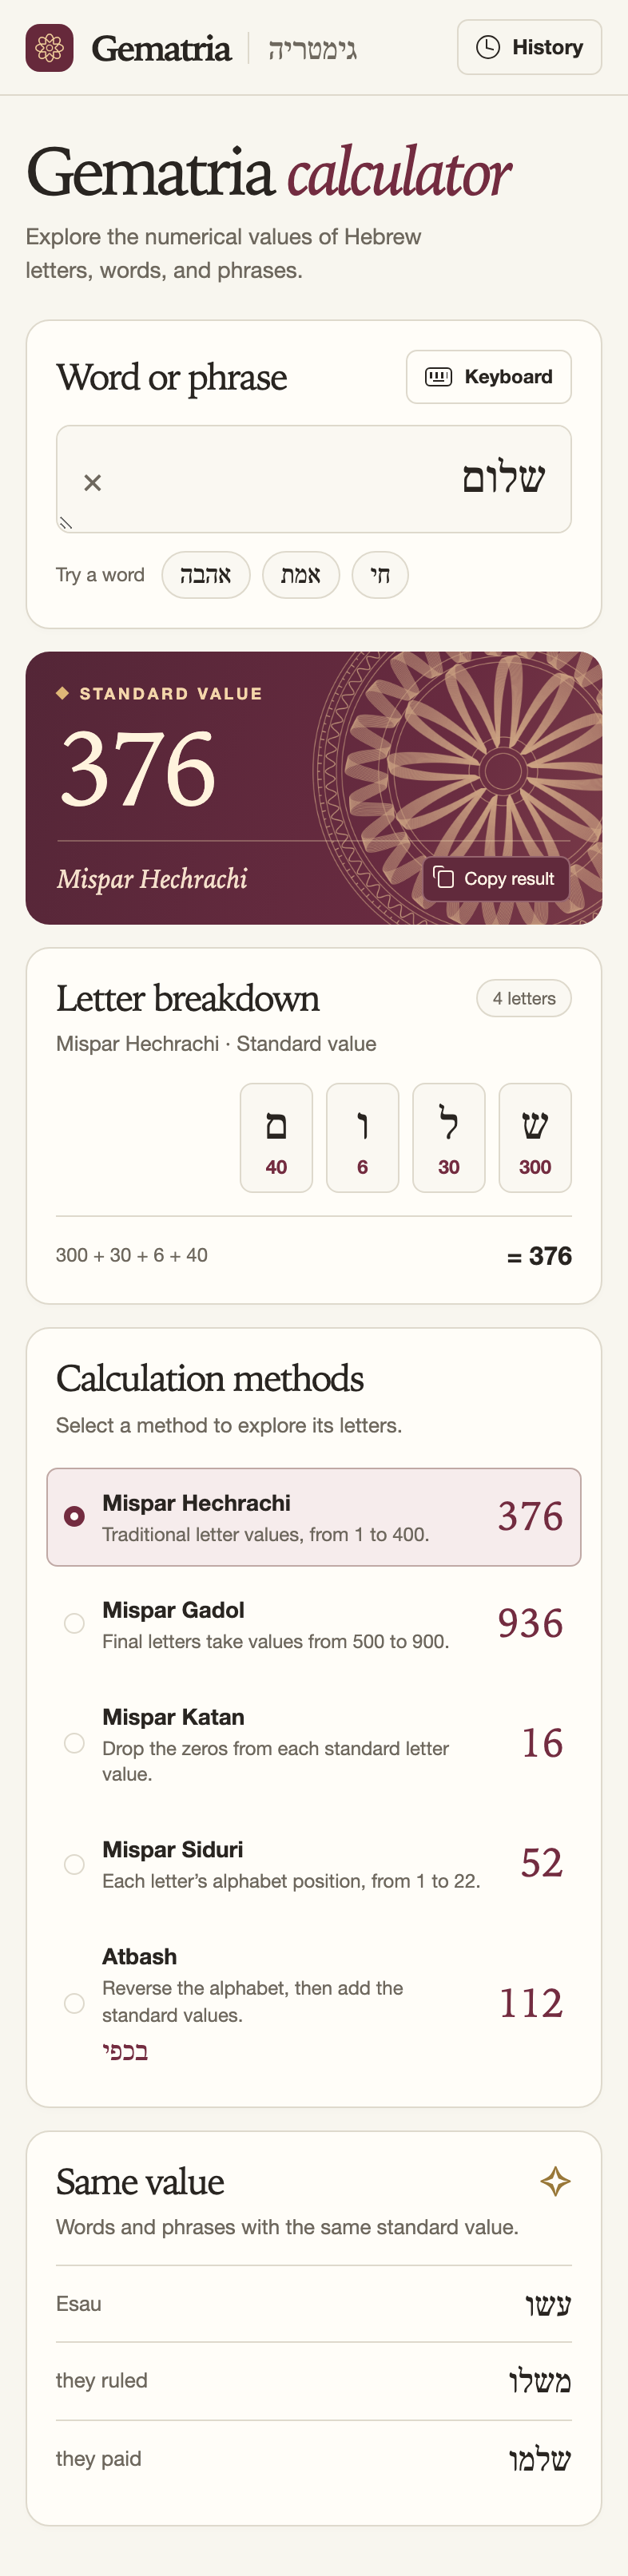 Gematria גימטריה History
Gematria calculator
Explore the numerical values of Hebrew
letters, words, and phrases.
Word or phrase Keyboard
שלום
Try a word אהבה אמת חי
STANDARD VALUE
376
Mispar Hechrachi Copy result
Letter breakdown 4 letters
Mispar Hechrachi · Standard value
ש ל ו ם
300 30 6 40
300 + 30 + 6 + 40 = 376
Calculation methods
Select a method to explore its letters.
Mispar Hechrachi 376
Traditional letter values, from 1 to 400.
Mispar Gadol 936
Final letters take values from 500 to 900.
Mispar Katan 16
Drop the zeros from each standard letter
value.
Mispar Siduri 52
Each letter’s alphabet position, from 1 to 22.
Atbash 112
Reverse the alphabet, then add the
standard values.
בכפי
Same value
Words and phrases with the same standard value.
Esau עשו
they ruled משלו
they paid שלמו